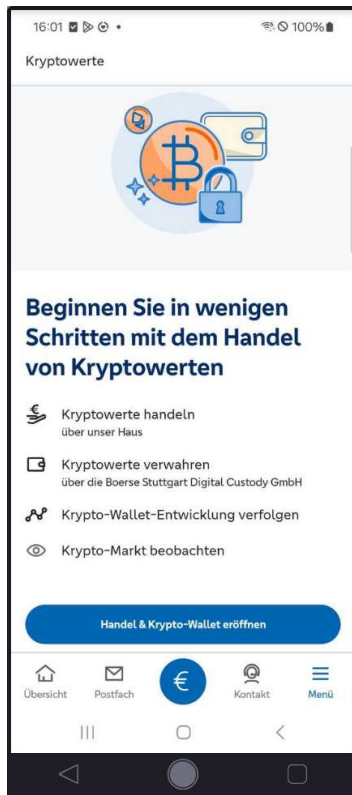 16:01
100%
Kryptowerte
Beginnen Sie in wenigen
Schritten mit dem Handel
von Kryptowerten
Kryptowerte handeln
über unser Haus
Kryptowerte verwahren
über die Boerse Stuttgart Digital Custody GmbH
Krypto-Wallet-Entwicklung verfolgen
Krypto-Markt beobachten
Handel & Krypto-Wallet eröffnen
Übersicht Postfach € Kontakt Menü